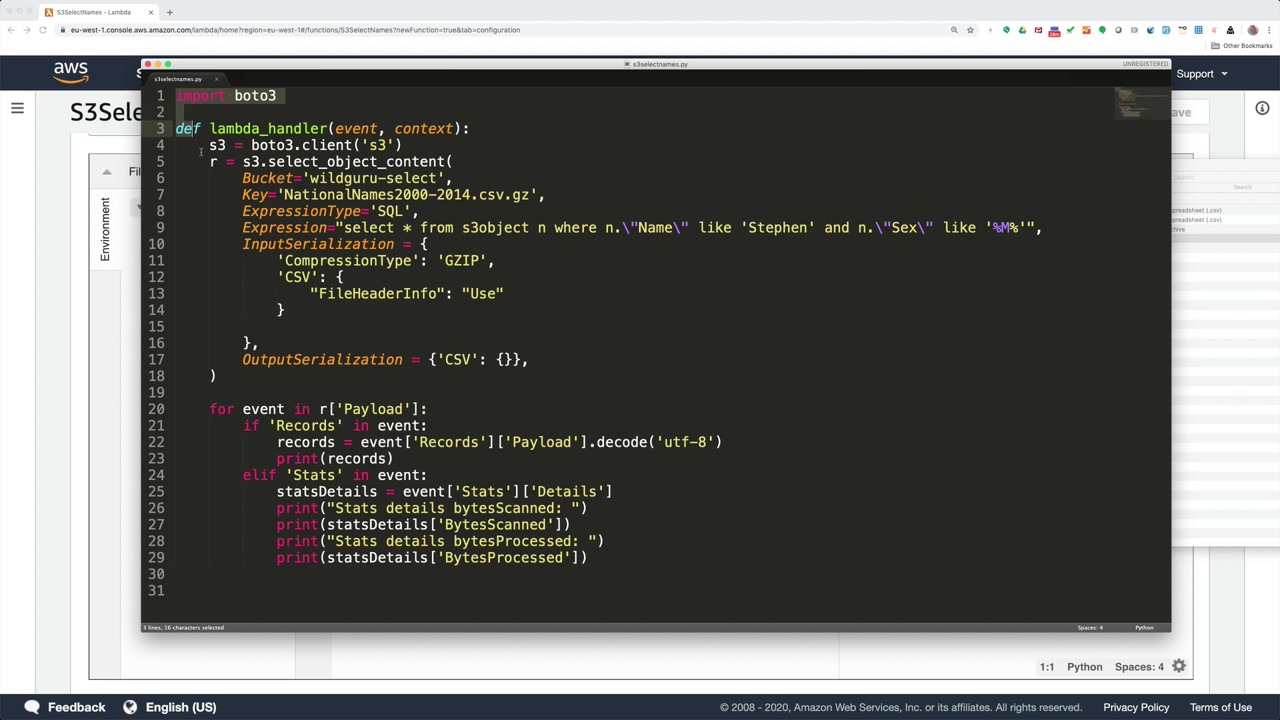 S3SelectNames - Lambda
eu-west-1.console.aws.amazon.com/lambda/home?region=eu-west-1#/functions/S3SelectNames?newFunction=true&tab=configuration
Other Bookmarks
aws
S
Support
s3selectnames.py
UNREGISTERED
s3selectnames.py
S3Sele
ave
Fil
Environment
Search
Search
spreadsheet (.csv)
spreadsheet (.csv)
1 import boto3
2
3 def lambda_handler(event, context):
4 s3 = boto3.client('s3')
5 r = s3.select_object_content(
6 Bucket='wildguru-select',
7 Key='NationalNames2000-2014.csv.gz',
8 ExpressionType='SQL',
9 Expression="select * from s3object n where n.\"Name\" like 'Stephen' and n.\"Sex\" like '%M%'",
10 InputSerialization = {
11 'CompressionType': 'GZIP',
12 'CSV': {
13 "FileHeaderInfo": "Use"
14 }
15
16 },
17 OutputSerialization = {'CSV': {}},
18 )
19
20 for event in r['Payload']:
21 if 'Records' in event:
22 records = event['Records']['Payload'].decode('utf-8')
23 print(records)
24 elif 'Stats' in event:
25 statsDetails = event['Stats']['Details']
26 print("Stats details bytesScanned: ")
27 print(statsDetails['BytesScanned'])
28 print("Stats details bytesProcessed: ")
29 print(statsDetails['BytesProcessed'])
30
31
3 lines, 16 characters selected
Spaces: 4
Python
1:1 Python Spaces: 4
Feedback
English (US)
© 2008 - 2020, Amazon Web Services, Inc. or its affiliates. All rights reserved.
Privacy Policy
Terms of Use